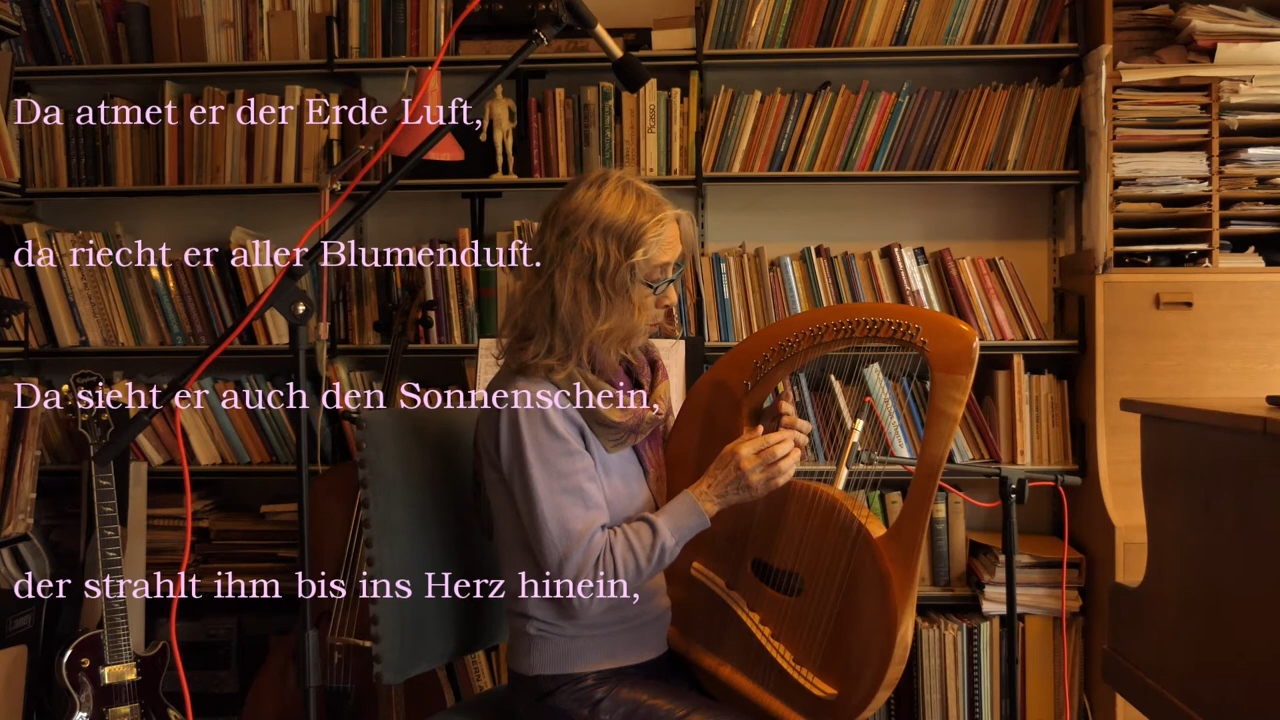 Da atmet er der Erde Luft,
Picasso
da riecht er aller Blumenduft.
Da sieht er auch den Sonnenschein,
der strahlt ihm bis ins Herz hinein,